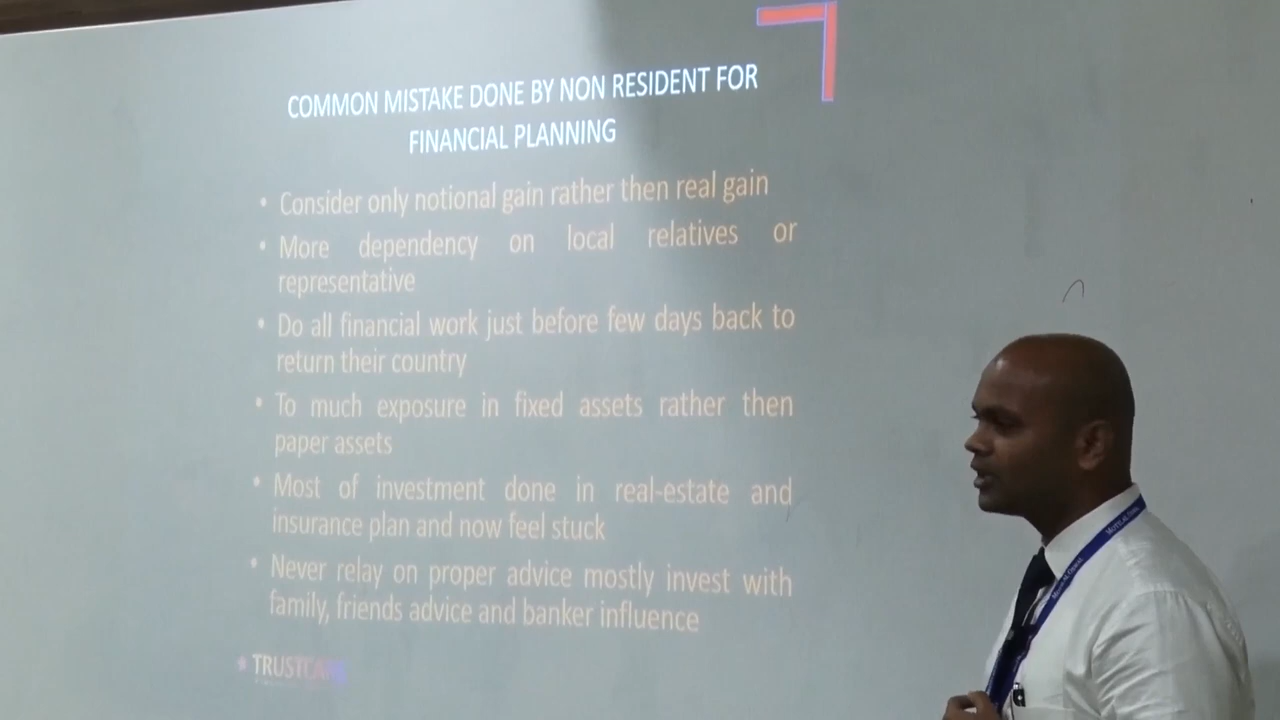 COMMON MISTAKE DONE BY NON RESIDENT FOR
FINANCIAL PLANNING
• Consider only notional gain rather then real gain
• More dependency on local relatives or
representative
• Do all financial work just before few days back to
return their country
• To much exposure in fixed assets rather then
paper assets
• Most of investment done in real-estate and
insurance plan and now feel stuck
• Never relay on proper advice mostly invest with
family, friends advice and banker influence
TRUSTCARE